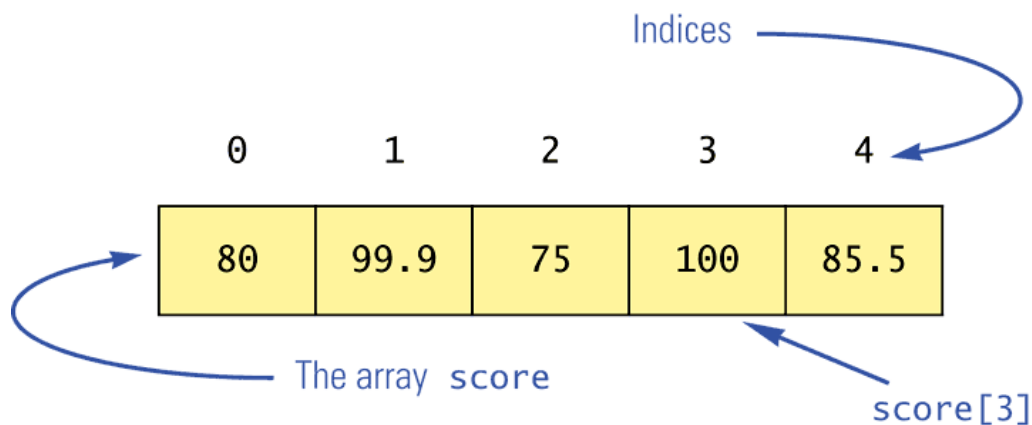 Indices
0 1 2 3 4
80 99.9 75 100 85.5
The array score
score[3]